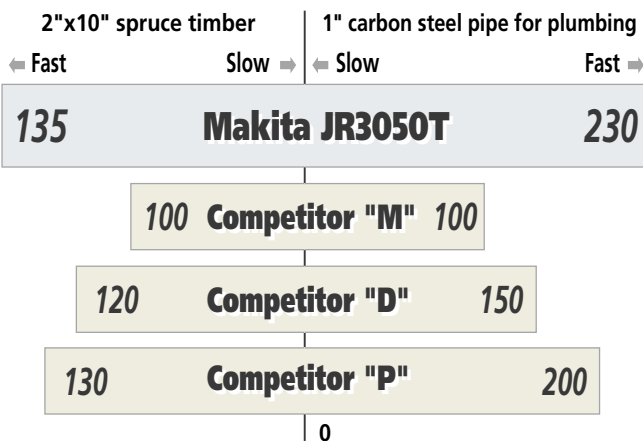 2"x10" spruce timber 1" carbon steel pipe for plumbing
Fast Slow Slow Fast
135 Makita JR3050T 230
100 Competitor "M" 100
120 Competitor "D" 150
130 Competitor "P" 200
0